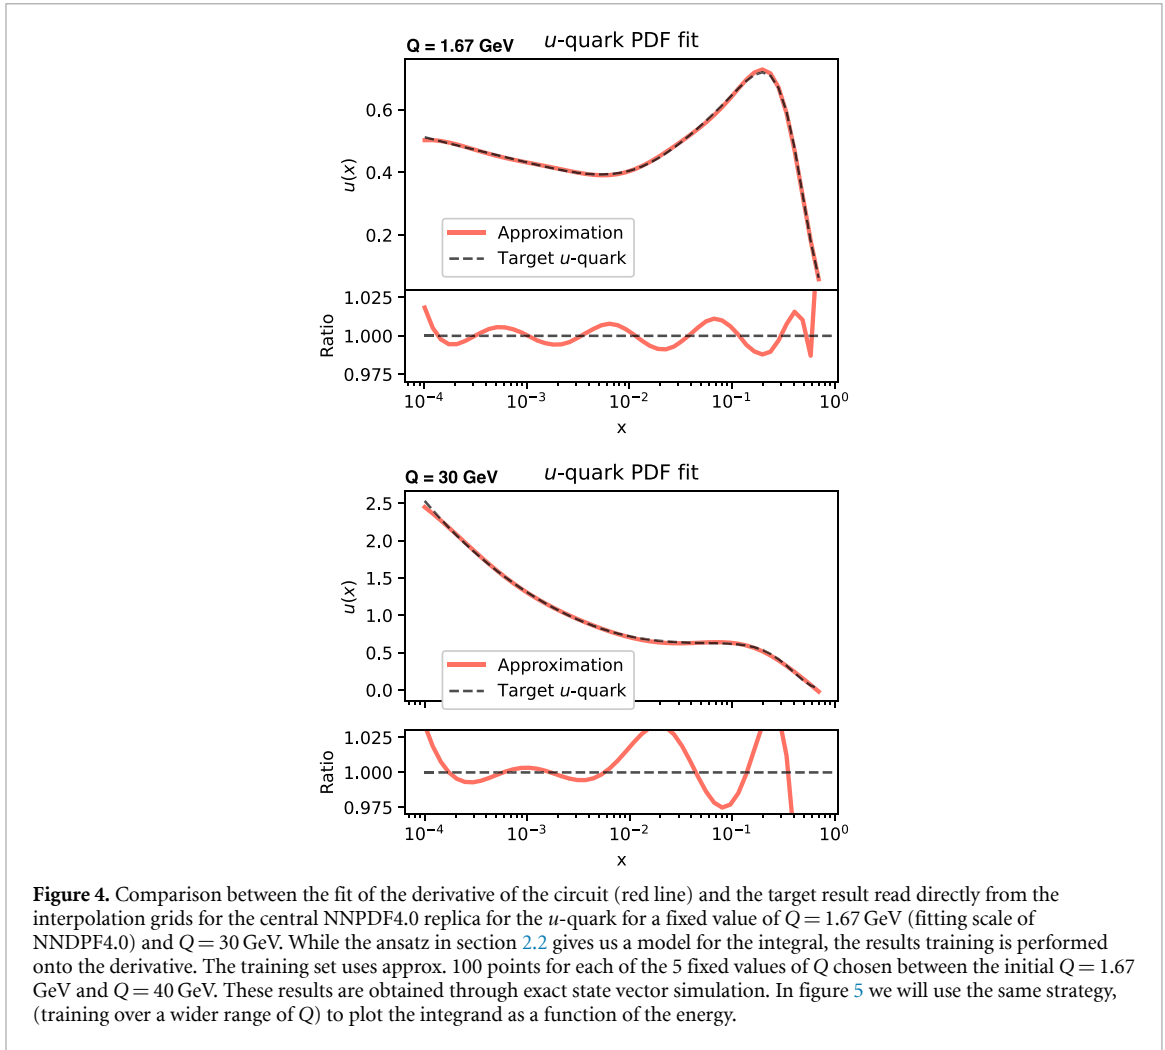 Q = 1.67 GeV
u-quark PDF fit
0.6
0.4
0.2
u(x)
Approximation
Target u-quark
1.025
1.000
0.975
Ratio
10⁻⁴ 10⁻³ 10⁻² 10⁻¹ 10⁰
x
Q = 30 GeV
u-quark PDF fit
2.5
2.0
1.5
1.0
0.5
0.0
u(x)
Approximation
Target u-quark
1.025
1.000
0.975
Ratio
10⁻⁴ 10⁻³ 10⁻² 10⁻¹ 10⁰
x
Figure 4. Comparison between the fit of the derivative of the circuit (red line) and the target result read directly from the
interpolation grids for the central NNPDF4.0 replica for the u-quark for a fixed value of Q = 1.67 GeV (fitting scale of
NNDPF4.0) and Q = 30 GeV. While the ansatz in section 2.2 gives us a model for the integral, the results training is performed
onto the derivative. The training set uses approx. 100 points for each of the 5 fixed values of Q chosen between the initial Q = 1.67
GeV and Q = 40 GeV. These results are obtained through exact state vector simulation. In figure 5 we will use the same strategy,
(training over a wider range of Q) to plot the integrand as a function of the energy.